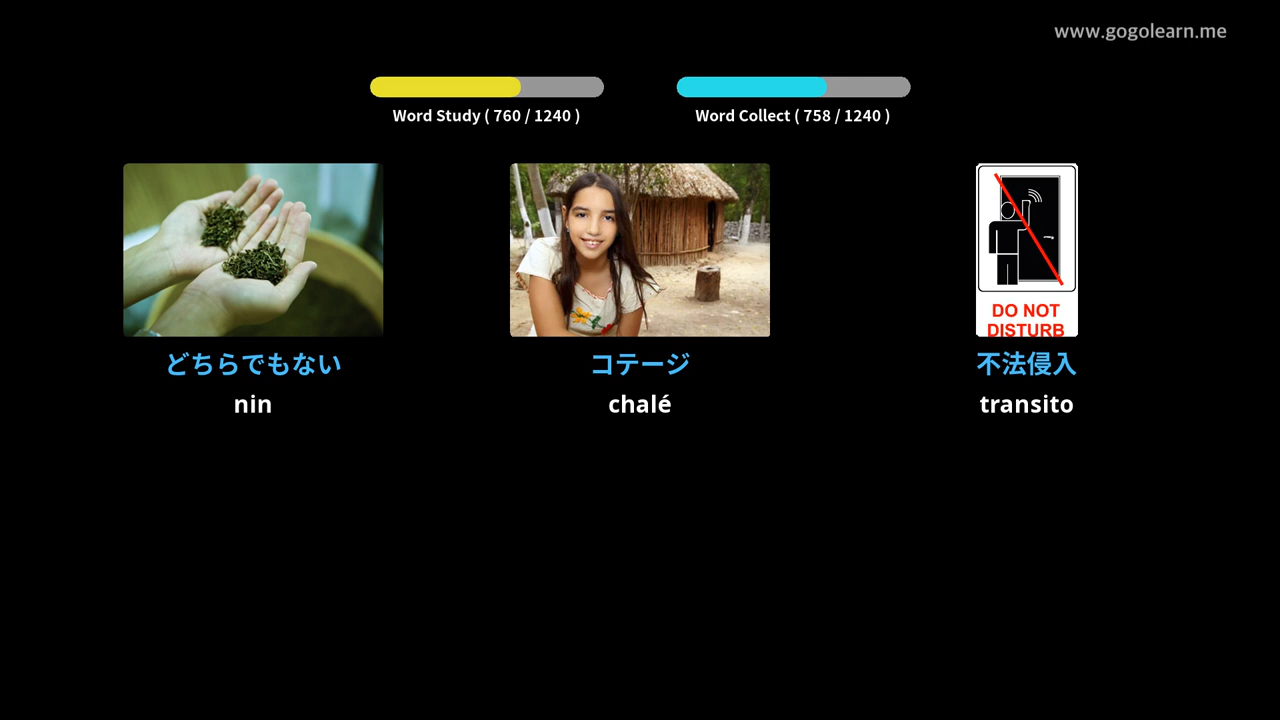 www.gogolearn.me
Word Study ( 760 / 1240 )
Word Collect ( 758 / 1240 )
DO NOT
DISTURB
どちらでもない
コテージ
不法侵入
nin
chalé
transito